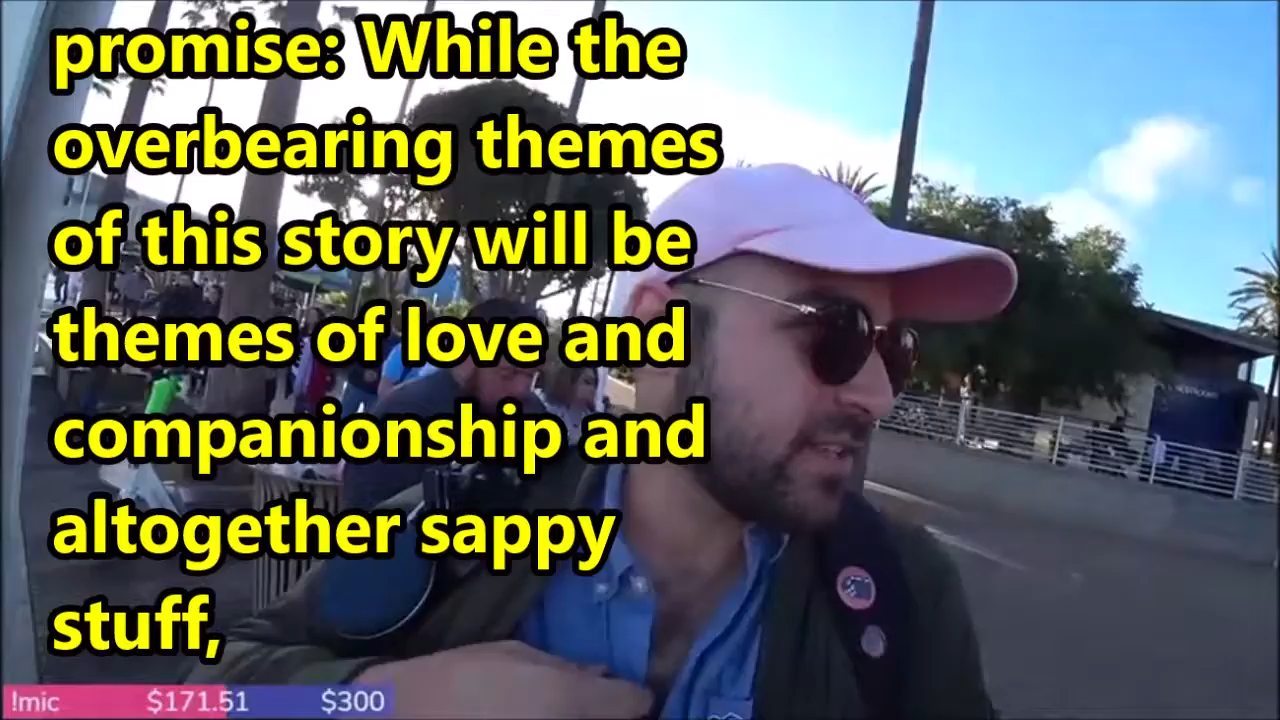 promise: While the
overbearing themes
of this story will be
themes of love and
companionship and
altogether sappy
stuff,
!mic $171.51 $300